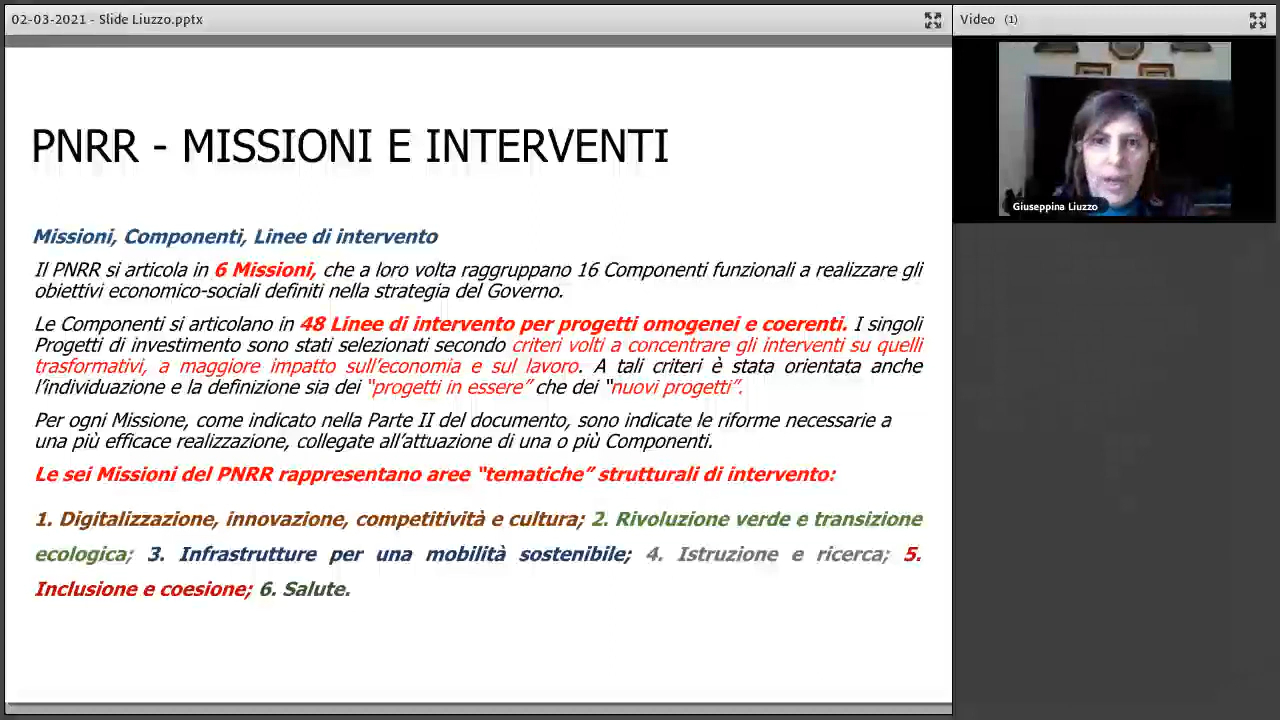 02-03-2021 - Slide Liuzzo.pptx
Video (1)
Giuseppina Liuzzo
PNRR - MISSIONI E INTERVENTI
Missioni, Componenti, Linee di intervento
Il PNRR si articola in 6 Missioni, che a loro volta raggruppano 16 Componenti funzionali a realizzare gli
obiettivi economico-sociali definiti nella strategia del Governo.
Le Componenti si articolano in 48 Linee di intervento per progetti omogenei e coerenti. I singoli
Progetti di investimento sono stati selezionati secondo criteri volti a concentrare gli interventi su quelli
trasformativi, a maggiore impatto sull’economia e sul lavoro. A tali criteri è stata orientata anche
l’individuazione e la definizione sia dei “progetti in essere” che dei “nuovi progetti”.
Per ogni Missione, come indicato nella Parte II del documento, sono indicate le riforme necessarie a
una più efficace realizzazione, collegate all’attuazione di una o più Componenti.
Le sei Missioni del PNRR rappresentano aree “tematiche” strutturali di intervento:
1. Digitalizzazione, innovazione, competitività e cultura; 2. Rivoluzione verde e transizione
ecologica; 3. Infrastrutture per una mobilità sostenibile; 4. Istruzione e ricerca; 5.
Inclusione e coesione; 6. Salute.